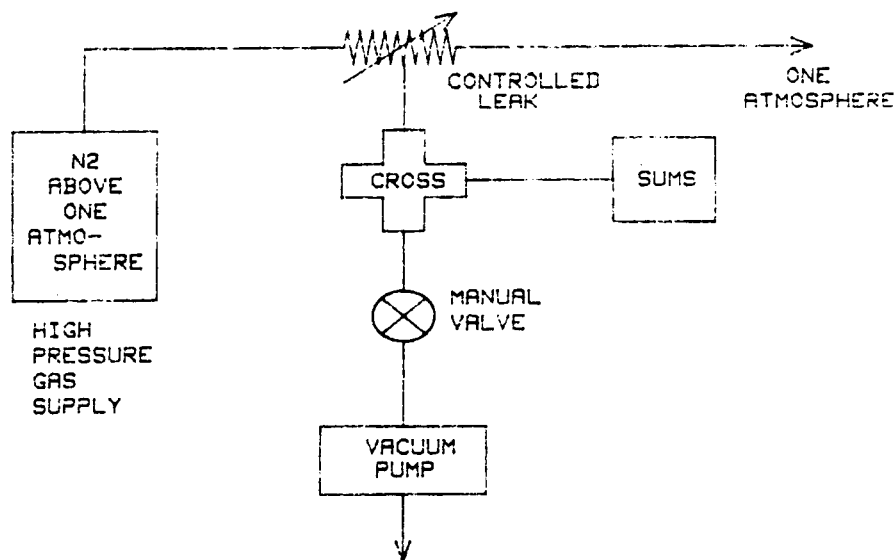 CONTROLLED
LEAK
ONE
ATMOSPHERE
N2
ABOVE
ONE
ATMO-
SPHERE
CROSS
SUMS
MANUAL
VALVE
HIGH
PRESSURE
GAS
SUPPLY
VACUUM
PUMP